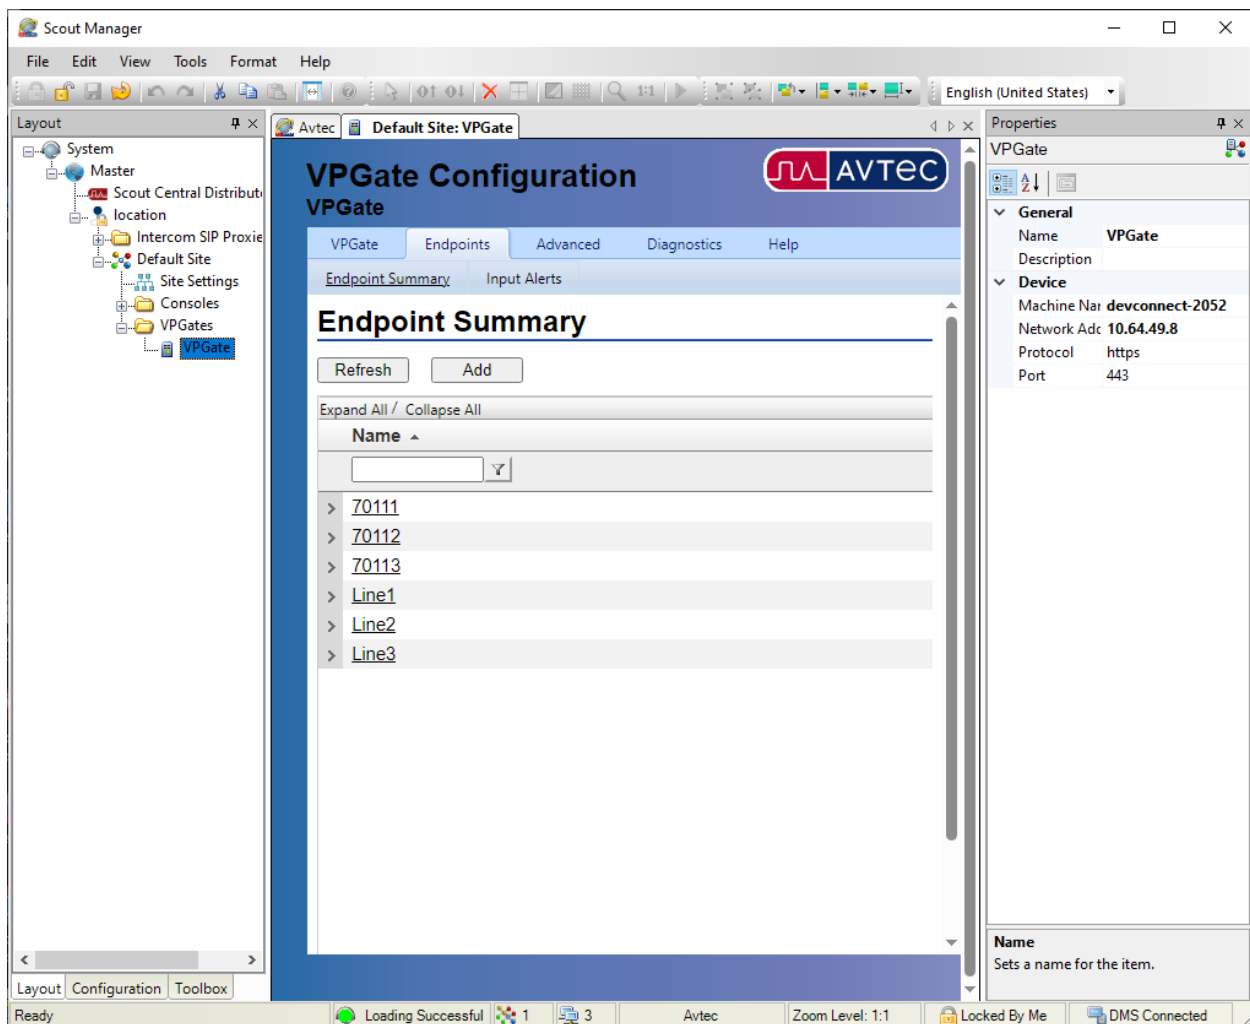 Scout Manager
File Edit View Tools Format Help
1:1 English (United States)
Layout
System
Master
Scout Central Distribute
location
Intercom SIP Proxie
Default Site
Site Settings
Consoles
VPGates
VPGate
Layout Configuration Toolbox
Avtec Default Site: VPGate
VPGate Configuration
VPGate
AVTEC
VPGate Endpoints Advanced Diagnostics Help
Endpoint Summary Input Alerts
Endpoint Summary
Refresh Add
Expand All / Collapse All
Name
70111
70112
70113
Line1
Line2
Line3
Properties
VPGate
General
Name VPGate
Description
Device
Machine Nar devconnect-2052
Network Adc 10.64.49.8
Protocol https
Port 443
Name
Sets a name for the item.
Ready Loading Successful 1 3 Avtec Zoom Level: 1:1 Locked By Me DMS Connected